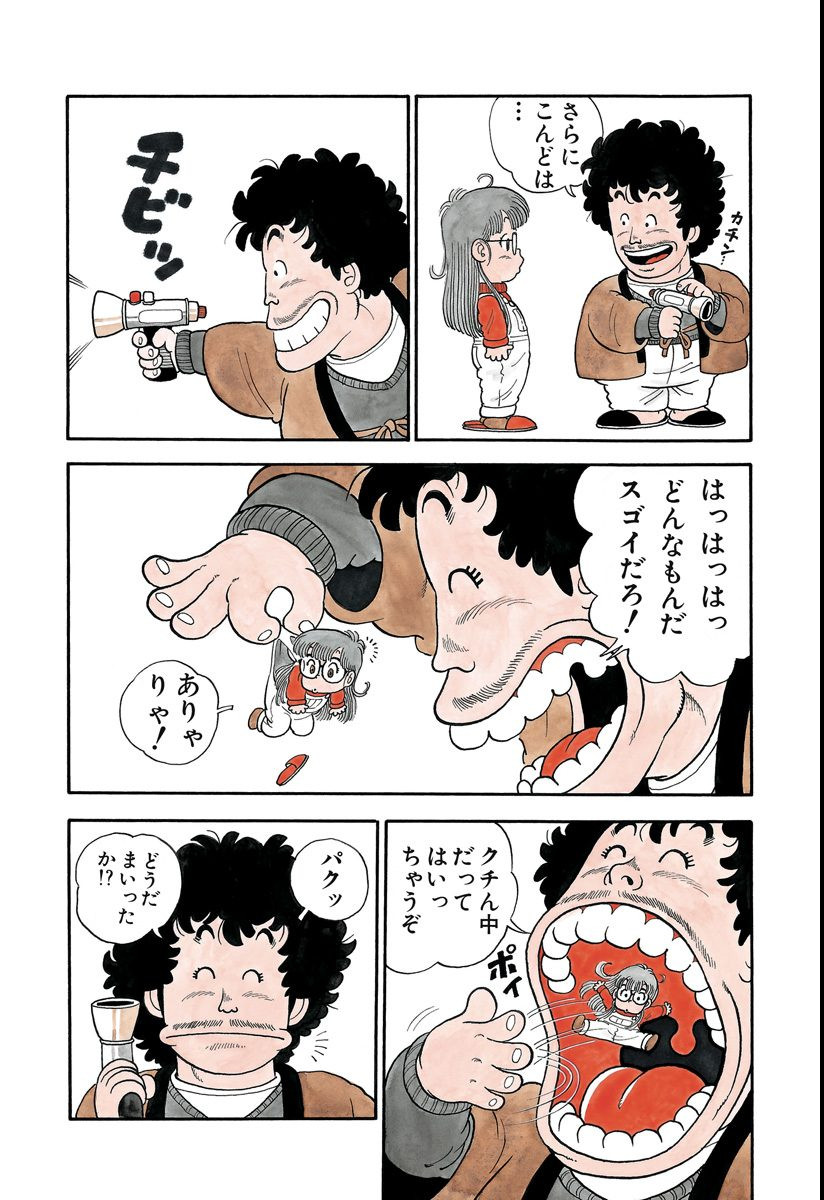 さらに
こんどは
…
カチン…
チビッ
はっはっはっ
どんなもんだ
スゴイだろ!
ありゃ
りゃ!
クチん中
だって
はいっ
ちゃうぞ
ポイ
パクッ
どうだ
まいった
か!?